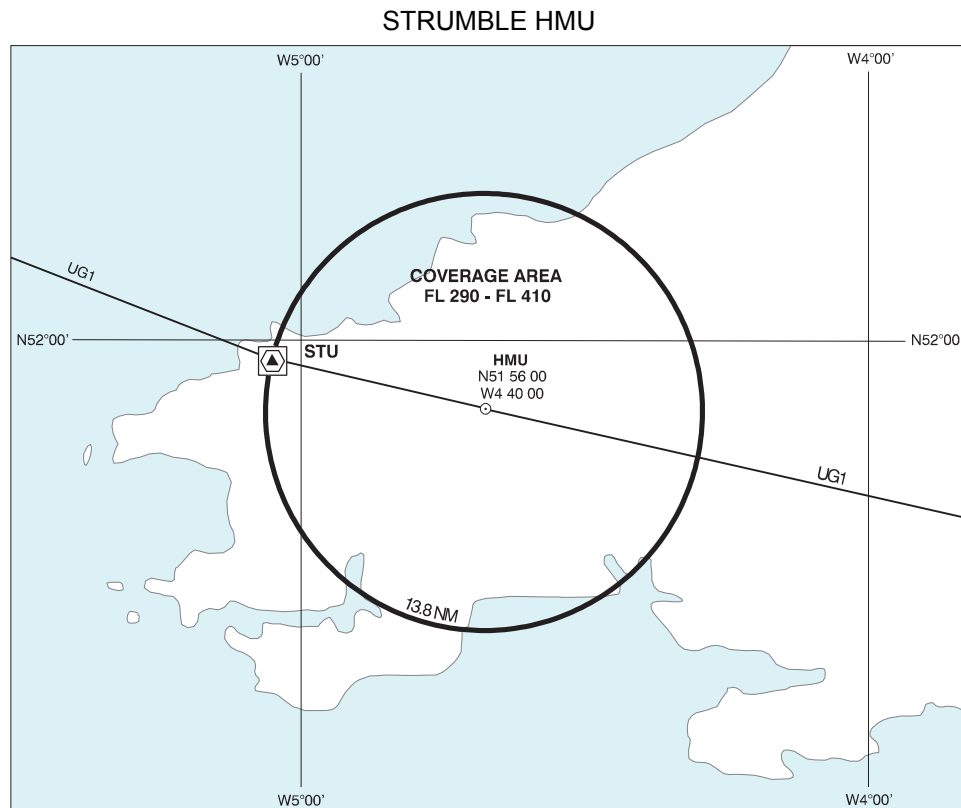 STRUMBLE HMU
W5°00'
W4°00'
UG1
COVERAGE AREA
FL 290 - FL 410
N52°00'
N52°00
STU
HMU
N51 56 00
W4 40 00
UG1
13.8 NM
W5°00'
W4°00'